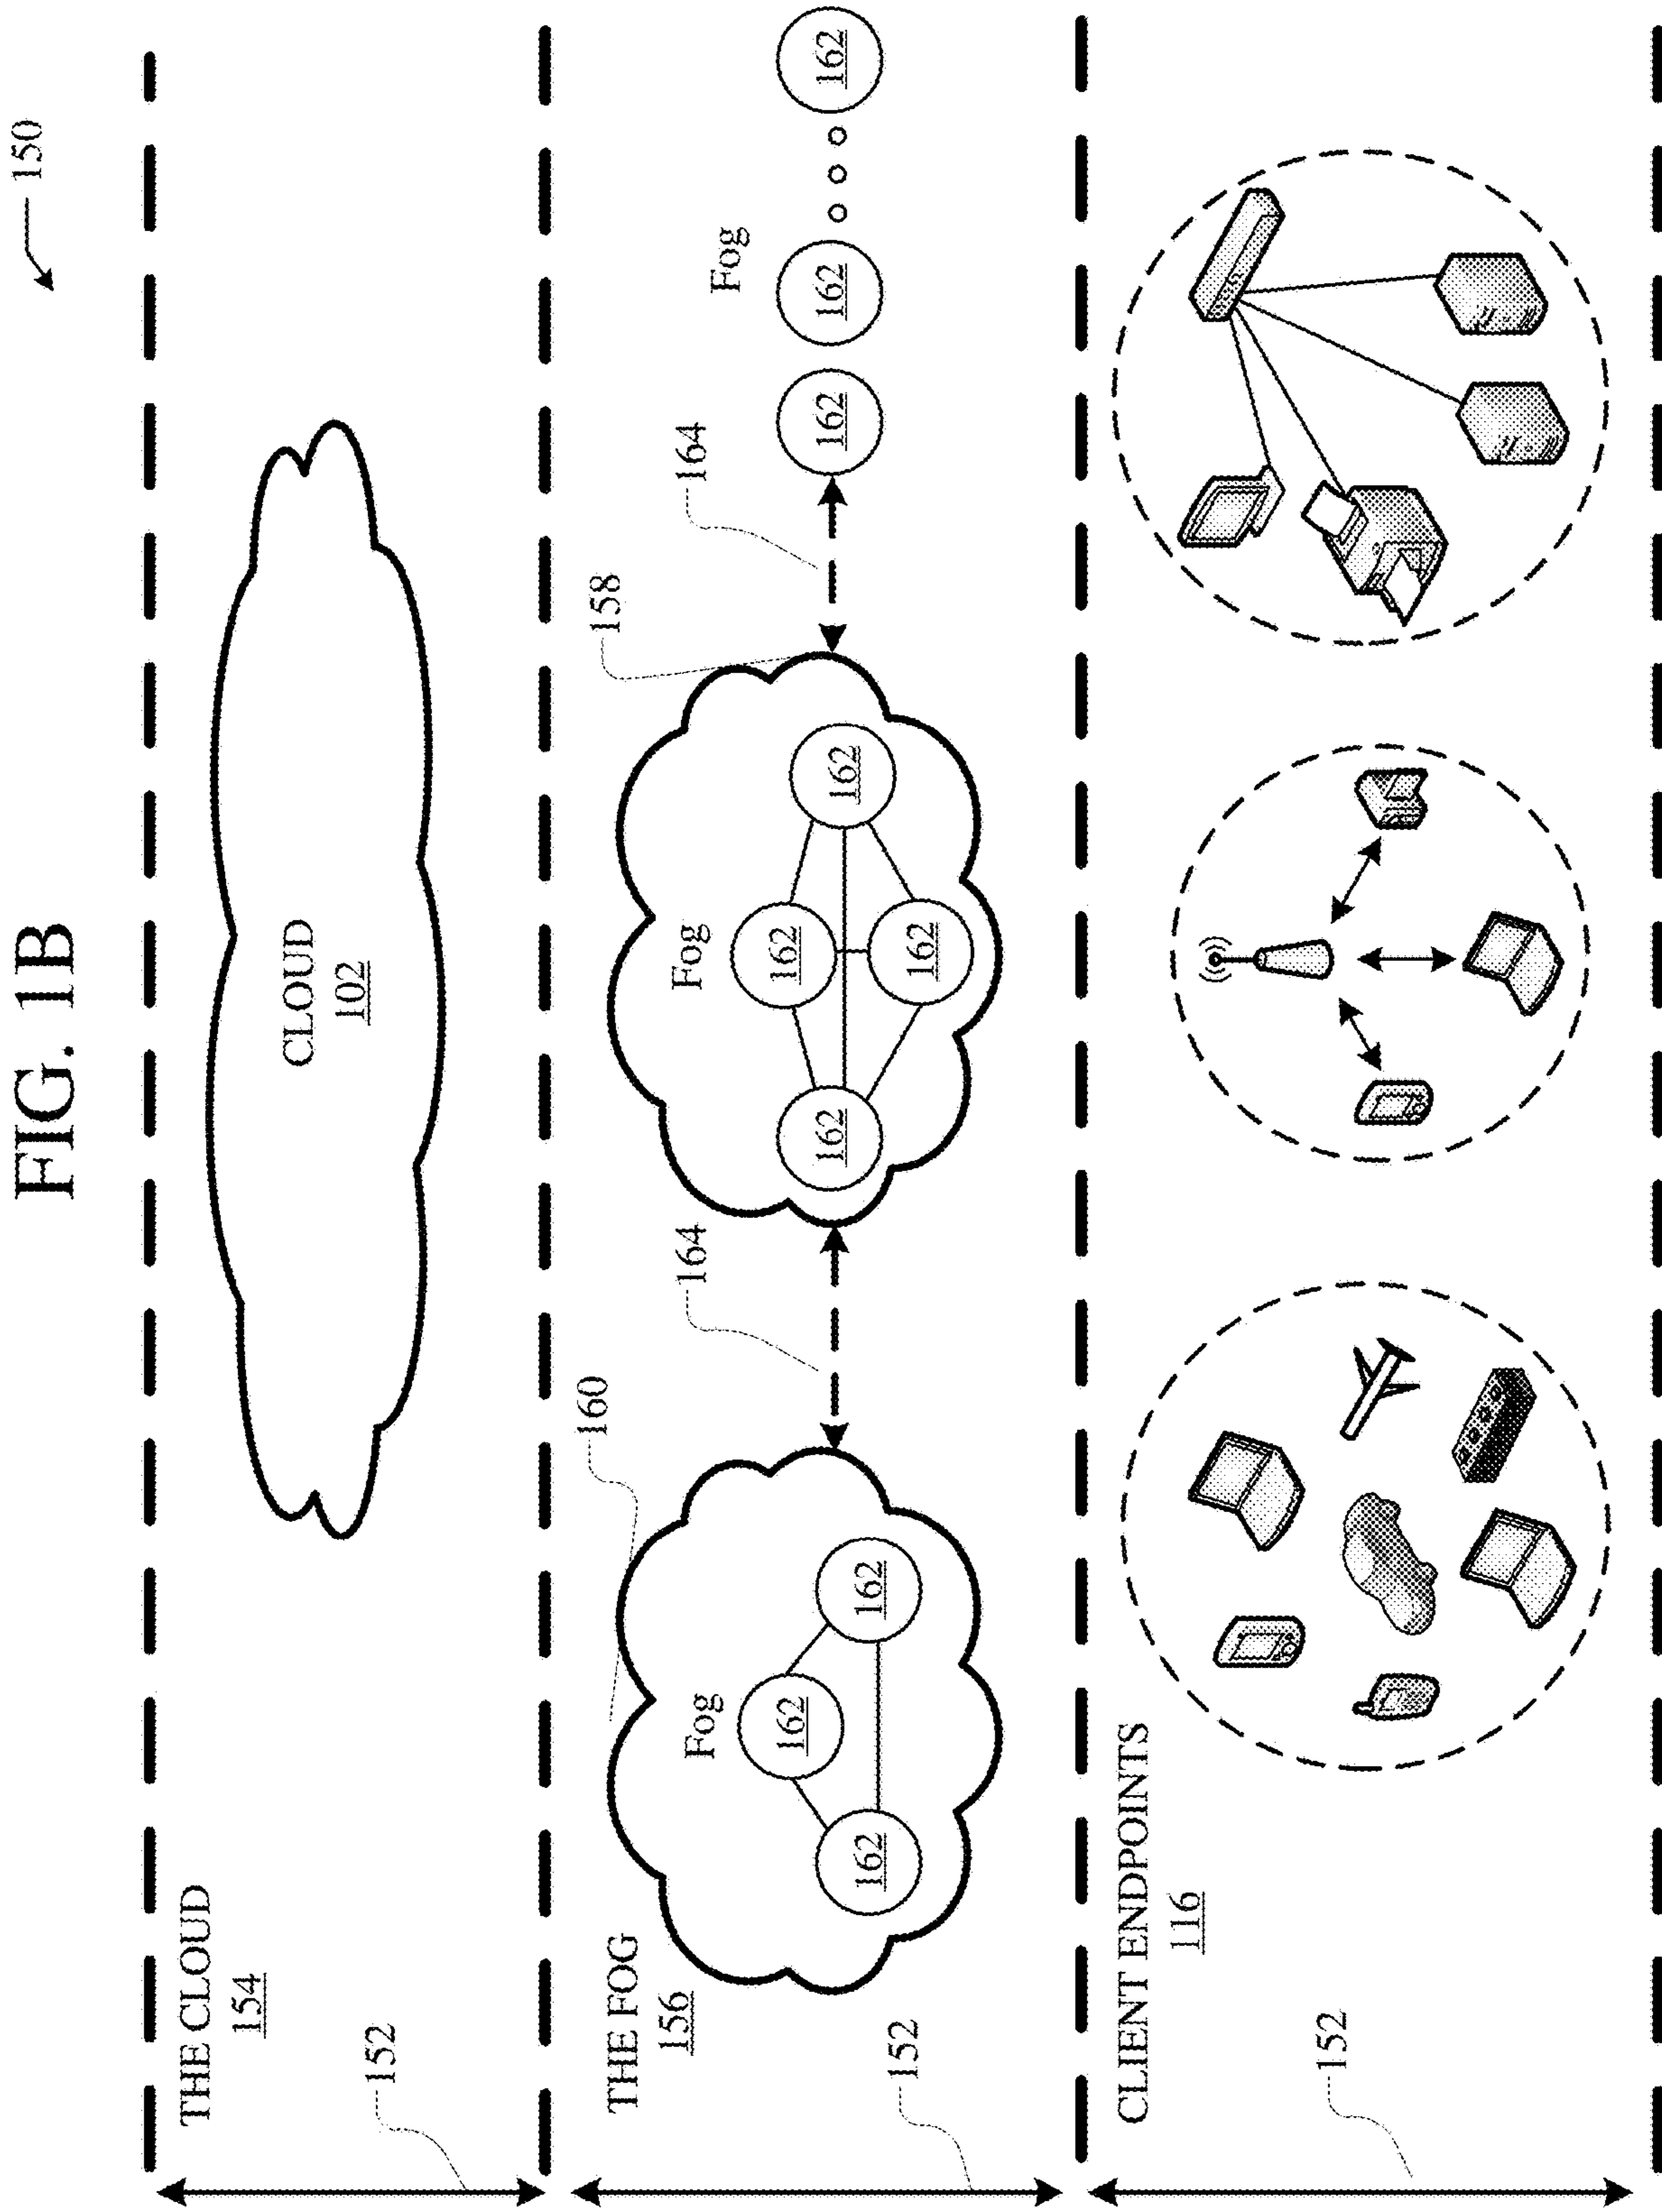 FIG. 1B
150
THE CLOUD
154
152
CLOUD
102
THE FOG
156
152
160
Fog
162
162
162
164
158
Fog
162
162
162
162
164
Fog
162
162
162
CLIENT ENDPOINTS
116
152